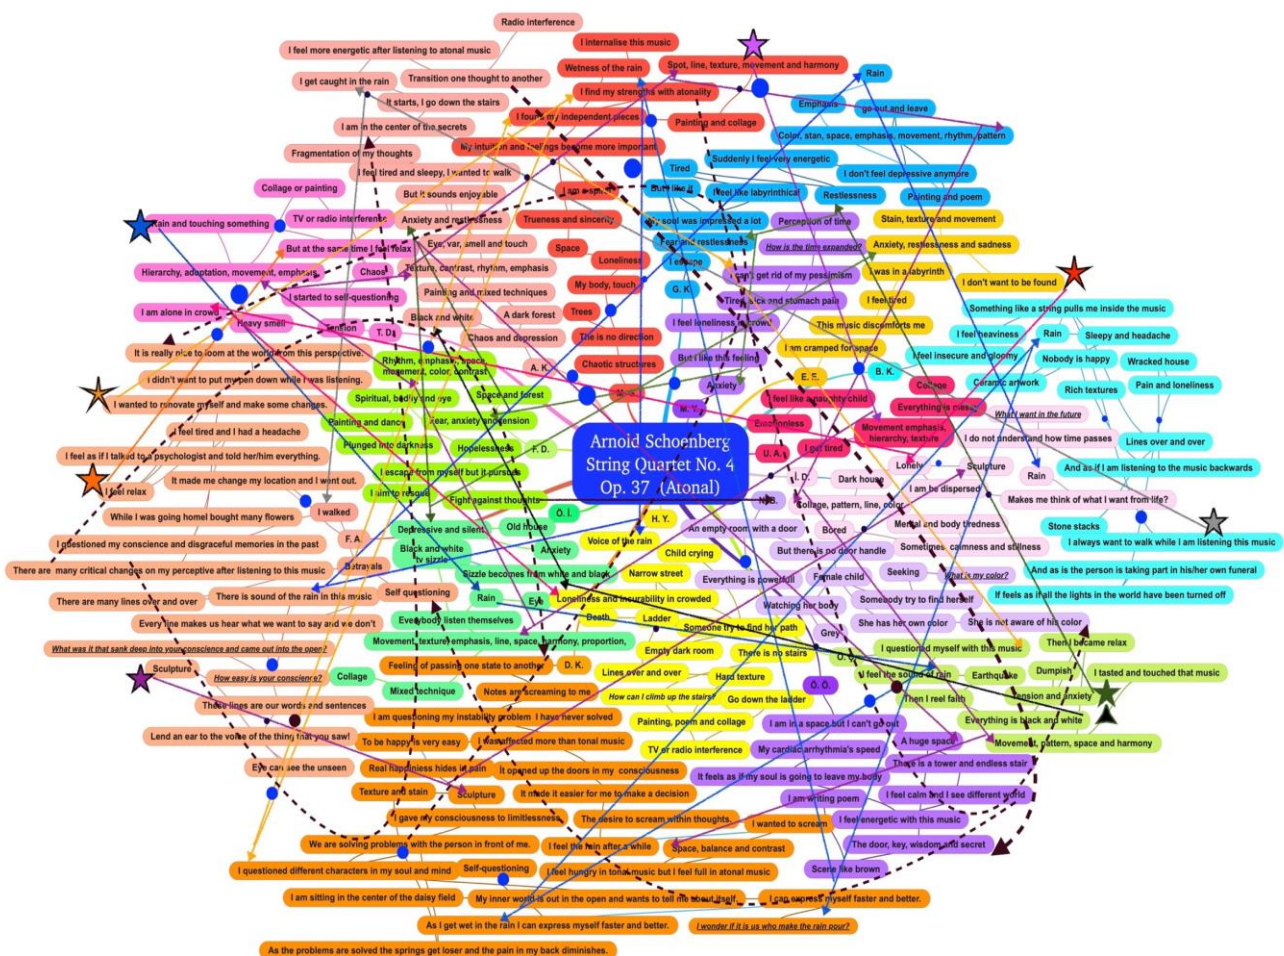 Radio interference
I feel more energetic after listening to atonal music
I get caught in the rain
Transition one thought to another
It starts, I go down the stairs
I am in the center of the secrets
Fragmentation of my thoughts
I feel tired and sleepy, I wanted to walk
But it sounds enjoyable
Anxiety and restlessness
Eye, var, smell and touch
Texture, contrast, rhythm, emphasis
Painting and mixed techniques
Black and white
A dark forest
Chaos and depression
A. K.
I internalise this music
Wetness of the rain
Spot, line, texture, movement and harmony
I find my strengths with atonality
I found my independent pieces
Painting and collage
My intuition and feelings become more important
I am a
Trueness and sincerity
Space
Loneliness
My body, touch
Trees
The is no direction
Chaotic structures
Rain
Emphasis
go out and leave
Color, stan, space, emphasis, movement, rhythm, pattern
Suddenly I feel very energetic
Tired
I don't feel depressive anymore
But I like it
I feel like labyrinthical
Restlessness
Painting and poem
My soul was impressed a lot
Fear and restlessness
I escape
G. K.
Perception of time
How is the time expanded?
I can't get rid of my pessimism
Tired, sick and stomach pain
I feel loneliness in crowd
But I like this feeling
Anxiety
M. Y.
Stain, texture and movement
Anxiety, restlessness and sadness
I was in a labyrinth
I don't want to be found
I feel tired
This music discomforts me
I am cramped for space
E. E.
Collage or painting
Rain and touching something
TV or radio interference
But at the same time I feel relax
Hierarchy, adaptation, movement, emphasis
Chaos
I started to self-questioning
I am alone in crowd
Heavy smell
Tension
T. D.
Something like a string pulls me inside the music
I feel heaviness
Rain
Sleepy and headache
I feel insecure and gloomy
Nobody is happy
Wracked house
Ceramic artwork
Rich textures
Pain and loneliness
B. K.
Lines over and over
And as if I am listening to the music backwards
Stone stacks
I always want to walk while I am listening this music
And as is the person is taking part in his/her own funeral
If feels as if all the lights in the world have been turned off
Collage
Everything is messy
I feel like a naughty child
Emotionless
Movement emphasis,
hierarchy, texture
I get tired
U. A.
What I want in the future
I do not understand how time passes
Lonely
Sculpture
Rain
I. D.
Dark house
I am be dispersed
Collage, pattern, line, color
Makes me think of what I want from life?
Bored
Mental and body tiredness
Sometimes calmness and stillness
It is really nice to loom at the world from this perspective.
I didn't want to put my pen down while I was listening.
I wanted to renovate myself and make some changes.
I feel tired and I had a headache
I feel as if I talked to a psychologist and told her/him everything.
It made me change my location and I went out.
I feel relax
While I was going home I bought many flowers
I walked
I questioned my conscience and disgraceful memories in the past
F. A.
There are many critical changes on my perceptive after listening to this music
Betrayals
There are many lines over and over
There is sound of the rain in this music
Self questioning
Every line makes us hear what we want to say and we don't
What was it that sank deep into your conscience and came out into the open?
Sculpture
How easy is your conscience?
These lines are our words and sentences
Lend an ear to the voice of the thing that you saw!
Eye can see the unseen
Rhythm, emphasis, space,
movement, color, contrast
Spiritual, bodily and eye
Space and forest
Painting and dance
Fear, anxiety and tension
Plunged into darkness
Hopelessness
F. D.
I escape from myself but it pursues
I aim to rescue
Fight against thoughts
Arnold Schoenberg
String Quartet No. 4
Op. 37 (Atonal)
Ö. İ.
Depressive and silent
Old house
Black and white
tv sizzle
Anxiety
Sizzle becomes from white and black
Rain
Eye
Everybody listen themselves
Movement, texture, emphasis, line, space, harmony, proportion,
Collage
Mixed technique
H. Y.
Voice of the rain
Child crying
Narrow street
Loneliness and incurability in crowded
Death
Ladder
Someone try to find her path
Empty dark room
There is no stairs
Lines over and over
Hard texture
How can I climb up the stairs?
Go down the ladder
Painting, poem and collage
TV or radio interference
N. B.
An empty room with a door
But there is no door handle
Everything is powerfull
Female child
Seeking
What is my color?
Watching her body
Somebody try to find herself
Grey
She has her own color
She is not aware of his color
I questioned myself with this music
Then I became relax
I feel the sound of rain
Earthquake
Dumpish
I tasted and touched that music
Then I feel faith
Tension and anxiety
Everything is black and white
Movement, pattern, space and harmony
Ö. Ö.
I am in a space but I can't go out
My cardiac arrhythmia's speed
A huge space
There is a tower and endless stair
It feels as if my soul is going to leave my body
I am writing poem
I feel calm and I see different world
I feel energetic with this music
The door, key, wisdom and secret
Scene like brown
Feeling of passing one state to another
D. K.
Notes are screaming to me
I am questioning my instability problem I have never solved
To be happy is very easy
I was affected more than tonal music
Real happiness hides in pain
It opened up the doors in my consciousness
Texture and stain
Sculpture
It made it easier for me to make a decision
I gave my consciousness to limitlessness
The desire to scream within thoughts,
I wanted to scream
We are solving problems with the person in front of me.
I feel the rain after a while
Space, balance and contrast
I questioned different characters in my soul and mind
Self-questioning
I feel hungry in tonal music but I feel full in atonal music
I am sitting in the center of the daisy field
My inner world is out in the open and wants to tell me about itself.
I can express myself faster and better.
As I get wet in the rain I can express myself faster and better.
I wonder if it is us who make the rain pour?
As the problems are solved the springs get loser and the pain in my back diminishes.